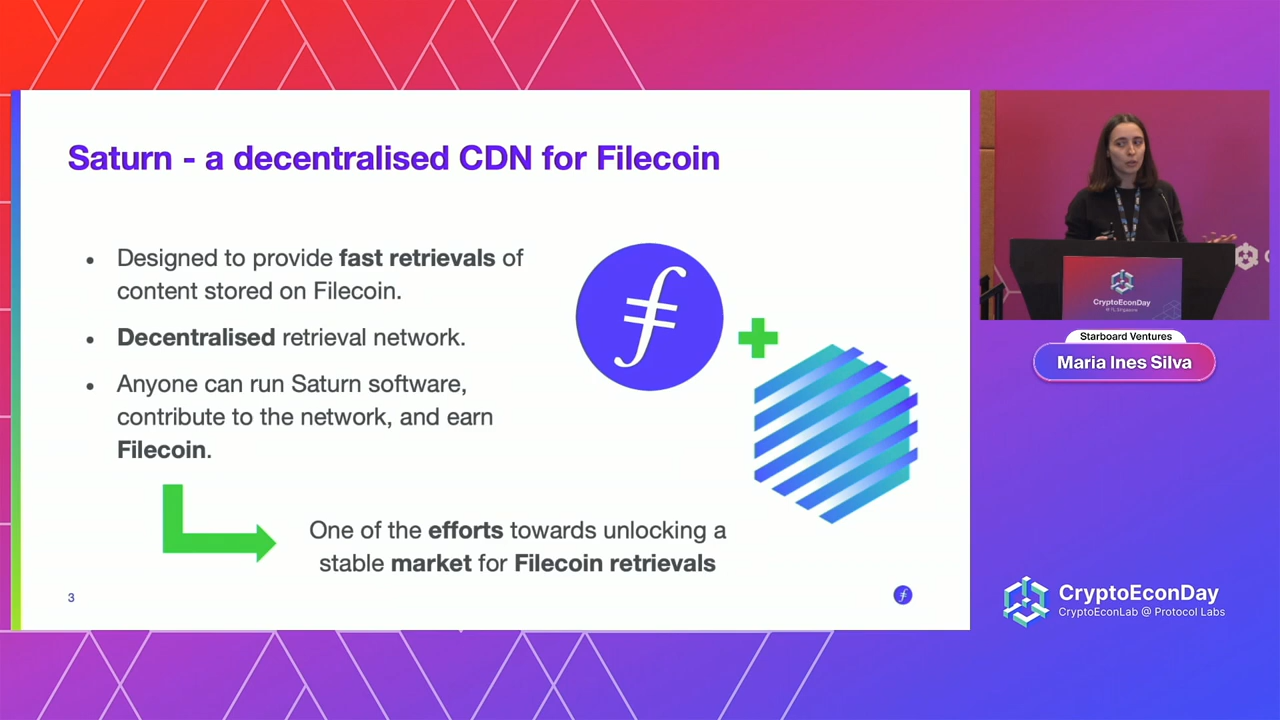 Saturn - a decentralised CDN for Filecoin
• Designed to provide fast retrievals of
content stored on Filecoin.
• Decentralised retrieval network.
• Anyone can run Saturn software,
contribute to the network, and earn
Filecoin.
One of the efforts towards unlocking a
stable market for Filecoin retrievals
3
CryptoEconDay
Starboard Ventures
Maria Ines Silva
CryptoEconDay
CryptoEconLab @ Protocol Labs